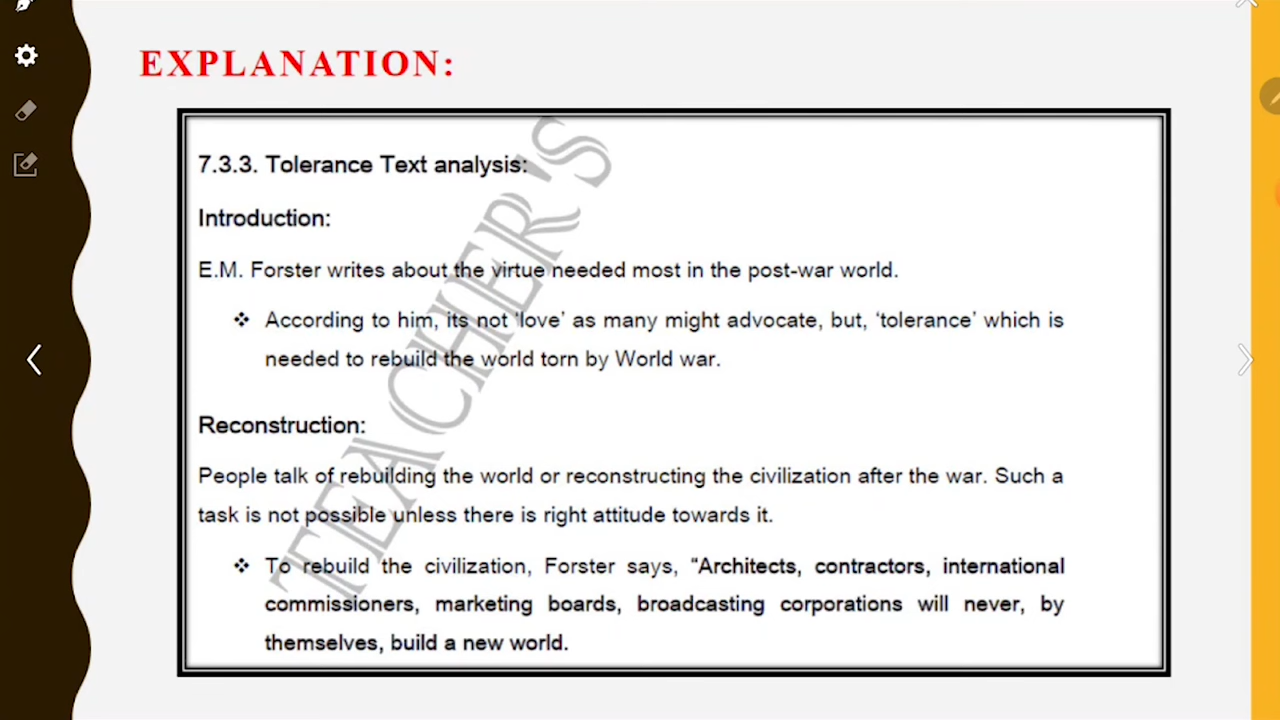 EXPLANATION:
7.3.3. Tolerance Text analysis:
Introduction:
E.M. Forster writes about the virtue needed most in the post-war world.
❖ According to him, its not ‘love’ as many might advocate, but, ‘tolerance’ which is
needed to rebuild the world torn by World war.
Reconstruction:
People talk of rebuilding the world or reconstructing the civilization after the war. Such a
task is not possible unless there is right attitude towards it.
❖ To rebuild the civilization, Forster says, “Architects, contractors, international
commissioners, marketing boards, broadcasting corporations will never, by
themselves, build a new world.
TEACHER'S